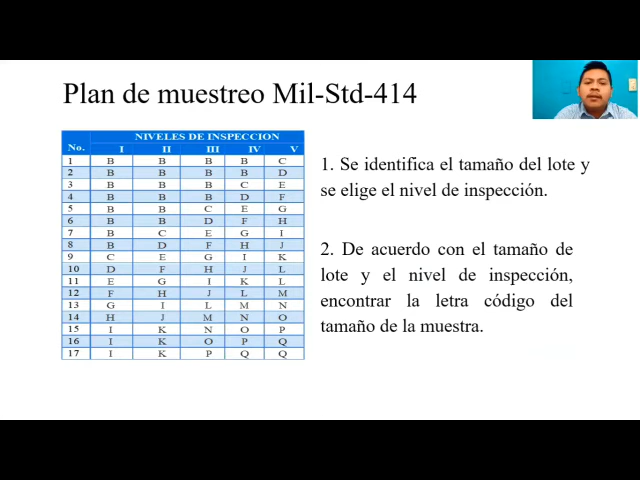 Plan de muestreo Mil-Std-414
NIVELES DE INSPECCION
No. I II III IV V
1 B B B B C
2 B B B B D
3 B B B C E
4 B B B D F
5 B B C E G
6 B B D F H
7 B C E G I
8 B D F H J
9 C E G I K
10 D F H J L
11 E G I K L
12 F H J L M
13 G I L M N
14 H J M N O
15 I K N O P
16 I K O P Q
17 I K P Q Q
1. Se identifica el tamaño del lote y
se elige el nivel de inspección.
2. De acuerdo con el tamaño de
lote y el nivel de inspección,
encontrar la letra código del
tamaño de la muestra.